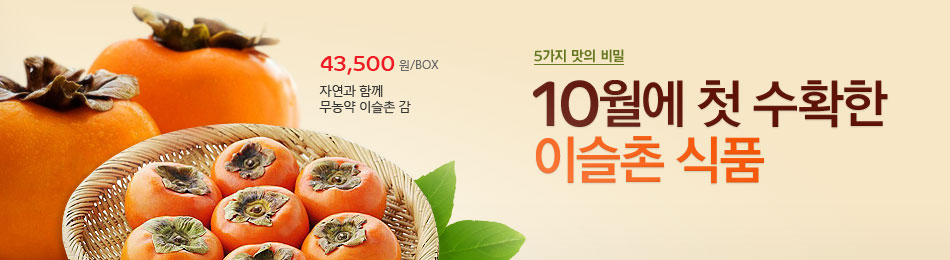 43,500 원/BOX
자연과 함께
무농약 이슬촌 감
5가지 맛의 비밀
10월에 첫 수확한
이슬촌 식품